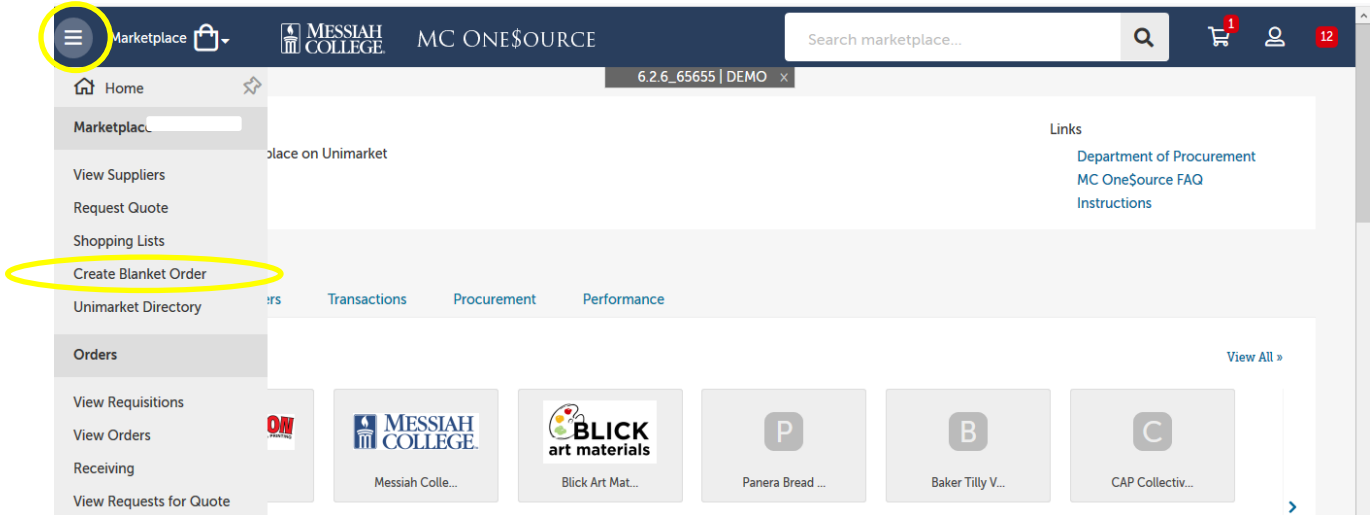 Marketplace
MESSIAH COLLEGE. MC ONE$OURCE
Search marketplace...
1
12
Home
6.2.6_65655 | DEMO x
Links
place on Unimarket
Department of Procurement
MC One$ource FAQ
Instructions
View Suppliers
Request Quote
Shopping Lists
Create Blanket Order
Unimarket Directory
Transactions Procurement Performance
Orders
View All »
View Requisitions
View Orders
Receiving
View Requests for Quote
MESSIAH COLLEGE.
Messiah Colle...
BLICK
art materials
Blick Art Mat...
P
Panera Bread ...
B
Baker Tilly V...
C
CAP Collectiv...